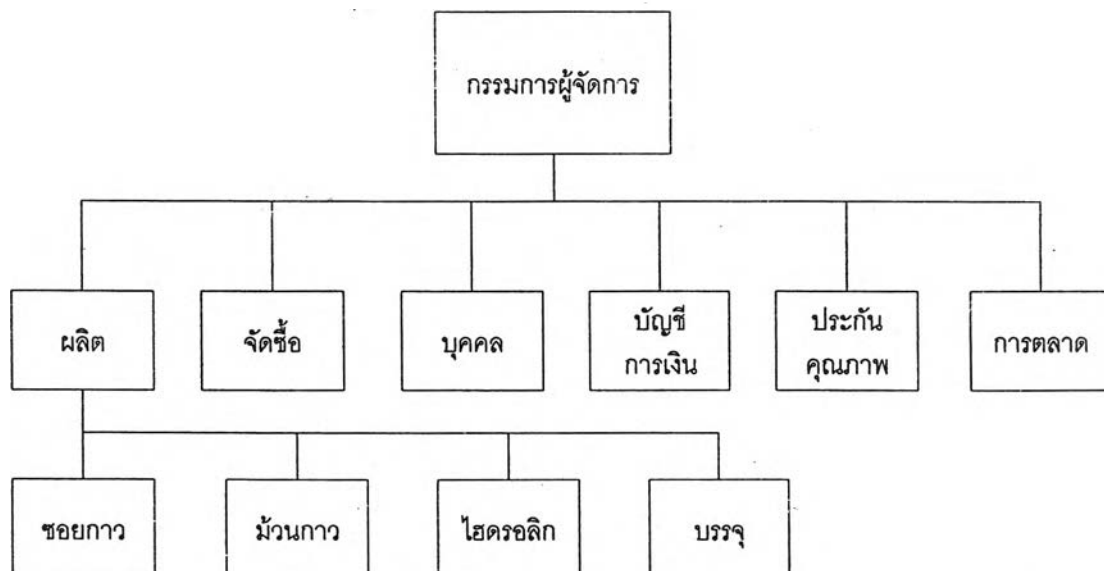 กรรมการผู้จัดการ
ผลิต
จัดซื้อ
บุคคล
บัญชี
การเงิน
ประกัน
คุณภาพ
การตลาด
ซอยกาว
ม้วนกาว
ไฮดรอลิก
บรรจุ